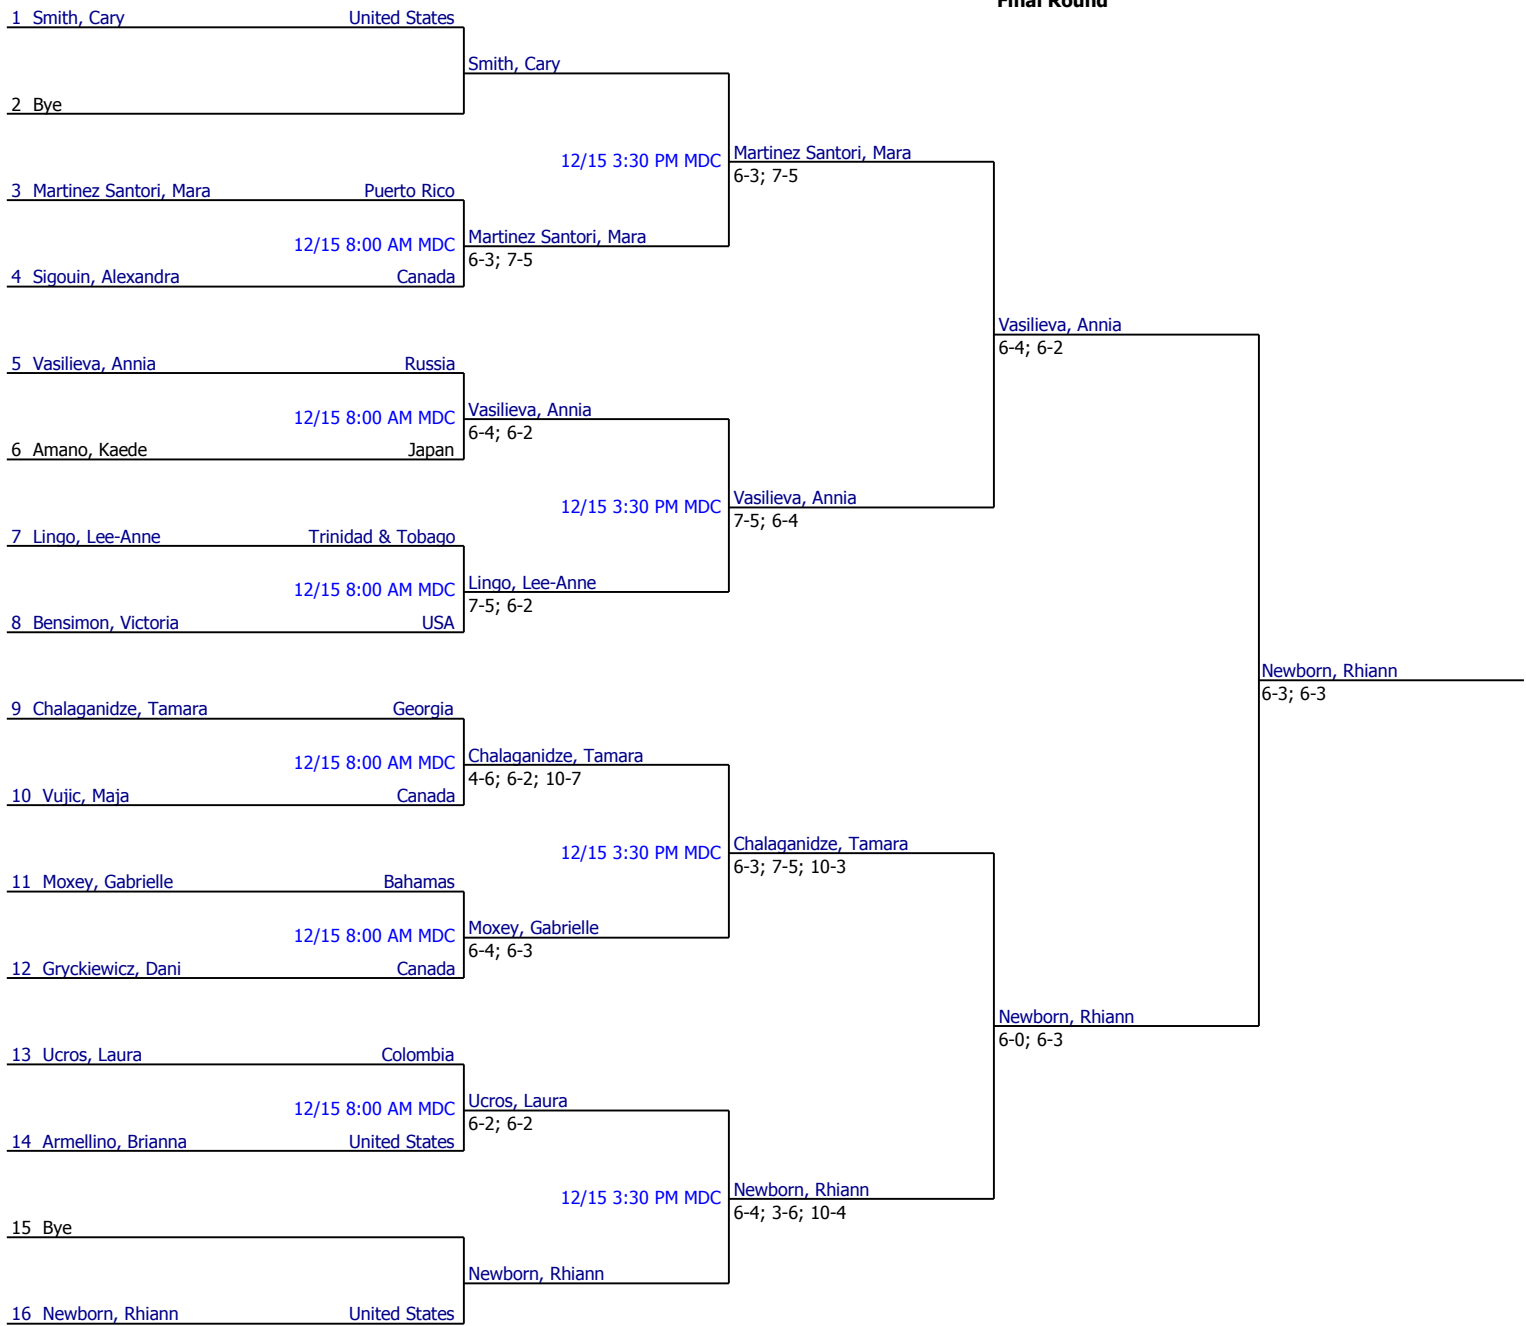 Final Round
1 Smith, Cary United States
Smith, Cary
2 Bye
12/15 3:30 PM MDC Martinez Santori, Mara
6-3; 7-5
3 Martinez Santori, Mara Puerto Rico
12/15 8:00 AM MDC Martinez Santori, Mara
6-3; 7-5
4 Sigouin, Alexandra Canada
Vasilieva, Annia
6-4; 6-2
5 Vasilieva, Annia Russia
12/15 8:00 AM MDC Vasilieva, Annia
6-4; 6-2
6 Amano, Kaede Japan
12/15 3:30 PM MDC Vasilieva, Annia
7-5; 6-4
7 Lingo, Lee-Anne Trinidad & Tobago
12/15 8:00 AM MDC Lingo, Lee-Anne
7-5; 6-2
8 Bensimon, Victoria USA
Newborn, Rhiann
6-3; 6-3
9 Chalaganidze, Tamara Georgia
12/15 8:00 AM MDC Chalaganidze, Tamara
4-6; 6-2; 10-7
10 Vujic, Maja Canada
12/15 3:30 PM MDC Chalaganidze, Tamara
6-3; 7-5; 10-3
11 Moxey, Gabrielle Bahamas
12/15 8:00 AM MDC Moxey, Gabrielle
6-4; 6-3
12 Gryckiewicz, Dani Canada
Newborn, Rhiann
6-0; 6-3
13 Ucros, Laura Colombia
12/15 8:00 AM MDC Ucros, Laura
6-2; 6-2
14 Armellino, Brianna United States
12/15 3:30 PM MDC Newborn, Rhiann
6-4; 3-6; 10-4
15 Bye
Newborn, Rhiann
16 Newborn, Rhiann United States